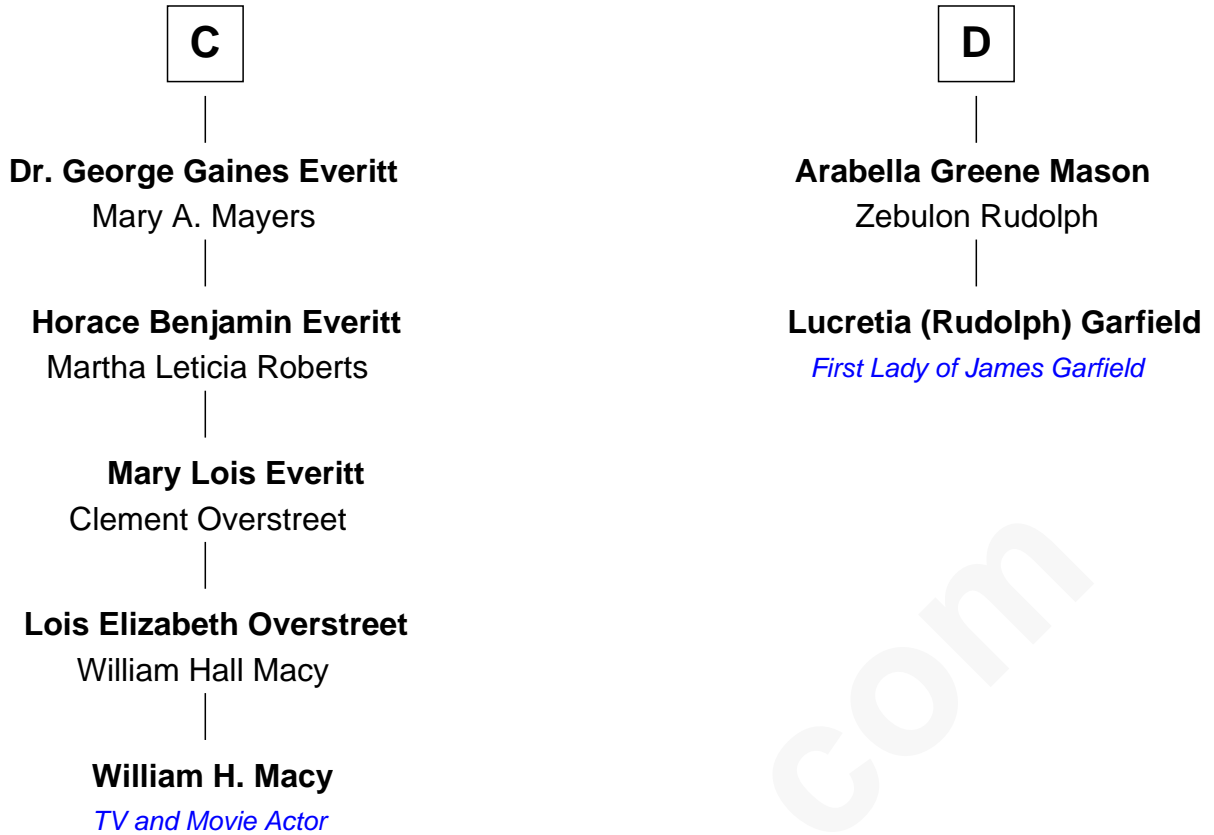 C
Dr. George Gaines Everitt
Mary A. Mayers
Horace Benjamin Everitt
Martha Leticia Roberts
Mary Lois Everitt
Clement Overstreet
Lois Elizabeth Overstreet
William Hall Macy
William H. Macy
TV and Movie Actor
D
Arabella Greene Mason
Zebulon Rudolph
Lucretia (Rudolph) Garfield
First Lady of James Garfield
com